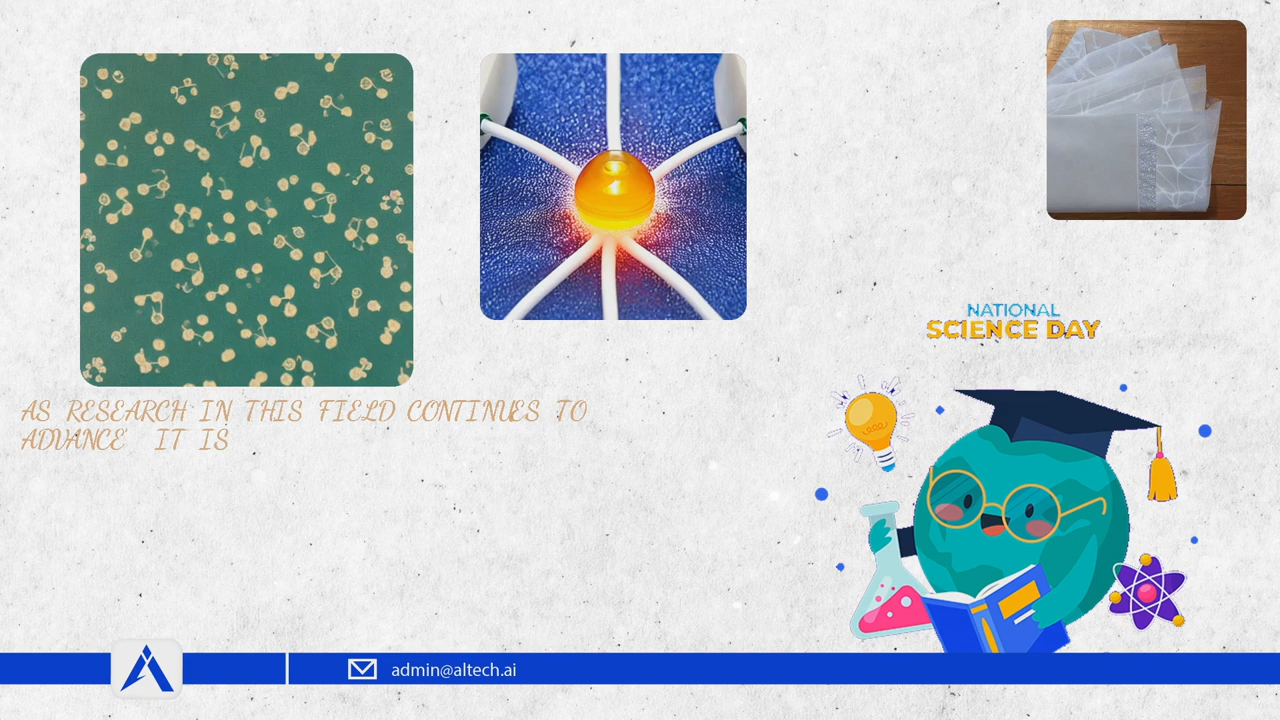 NATIONAL
SCIENCE DAY
AS RESEARCH IN THIS FIELD CONTINUES TO
ADVANCE IT IS
admin@altech.ai